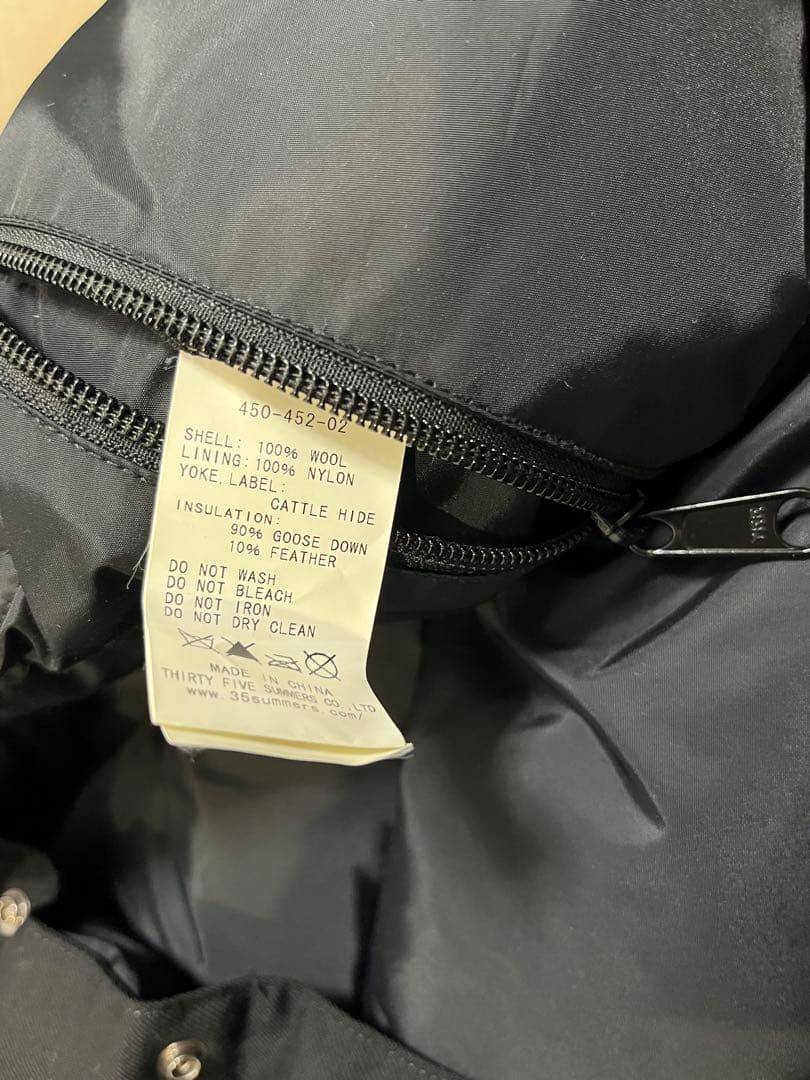 450-452-02
SHELL: 100% WOOL
LINING:100% NYLON
YOKE, LABEL:
CATTLE HIDE
INSULATION:
90% GOOSE DOWN
10% FEATHER
DO NOT WASH
DO NOT BLEACH
DO NOT IRON
DO NOT DRY CLEAN
MADE IN CHINA
THIRTY FIVE SUMMERS CO.,LTD
www.35summers.com/